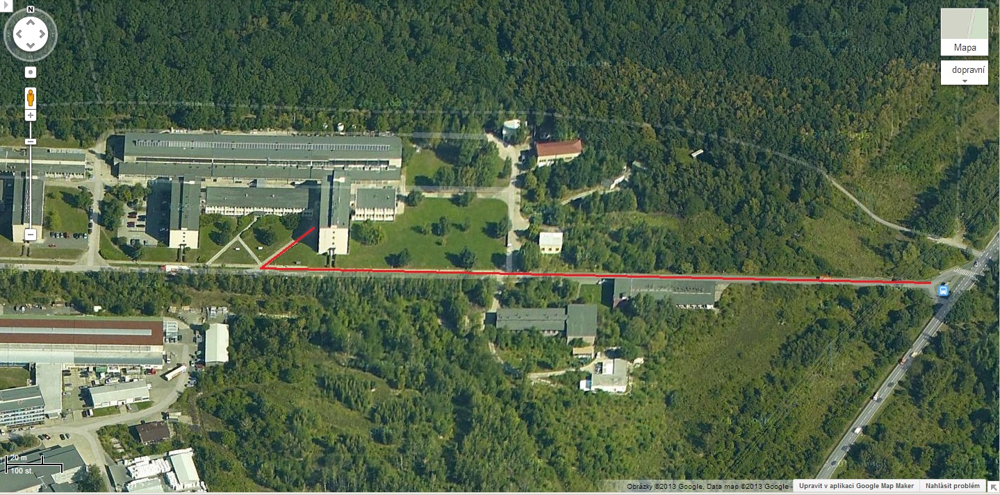 N
Mapa
dopravní
20 m
100 st.
Obrázky ©2013 Google, Data map ©2013 Google -
Upravit v aplikaci Google Map Maker
Nahlásit problém